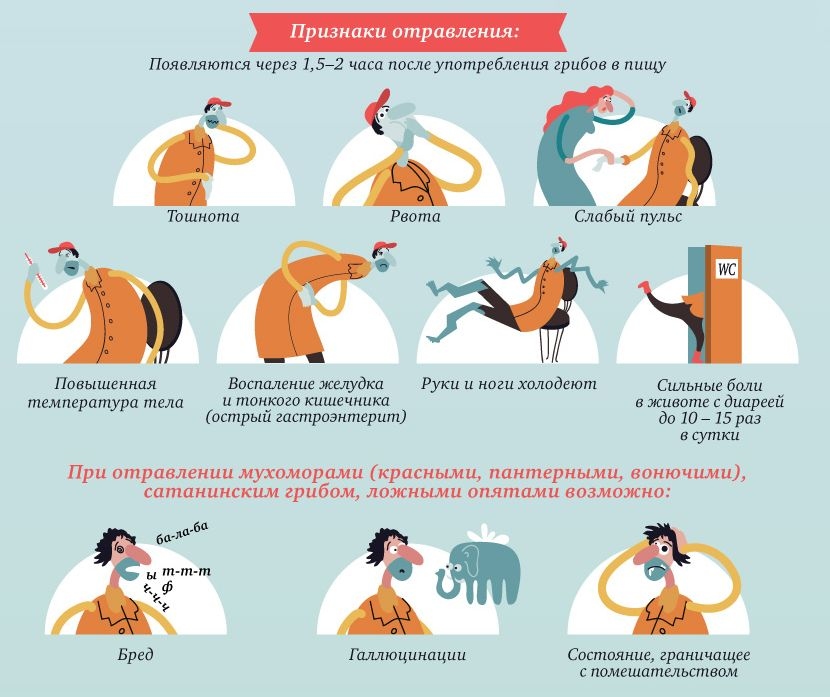 Признаки отравления:
Появляются через 1,5–2 часа после употребления грибов в пищу
Тошнота
Рвота
Слабый пульс
WC
Повышенная
температура тела
Воспаление желудка
и тонкого кишечника
(острый гастроэнтерит)
Руки и ноги холодеют
Сильные боли
в животе с диареей
до 10 – 15 раз
в сутки
При отравлении мухоморами (красными, пантерными, вонючими),
сатанинским грибом, ложными опятами возможно:
ба-ла-ба
ы т-т-т
ф
ч-ч-ч
Бред
Галлюцинации
Состояние, граничащее
с помешательством